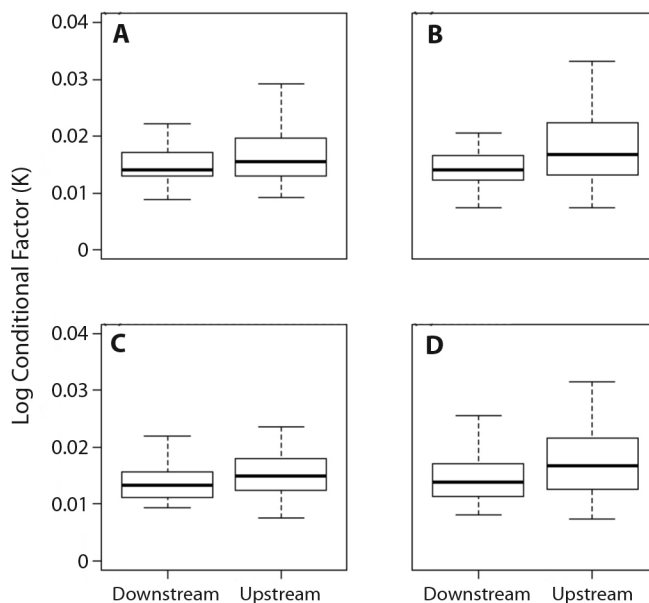 A
B
0.04
0.03
0.02
0.01
0
Log Conditional Factor (K)
C
D
0.04
0.03
0.02
0.01
0
Downstream Upstream Downstream Upstream